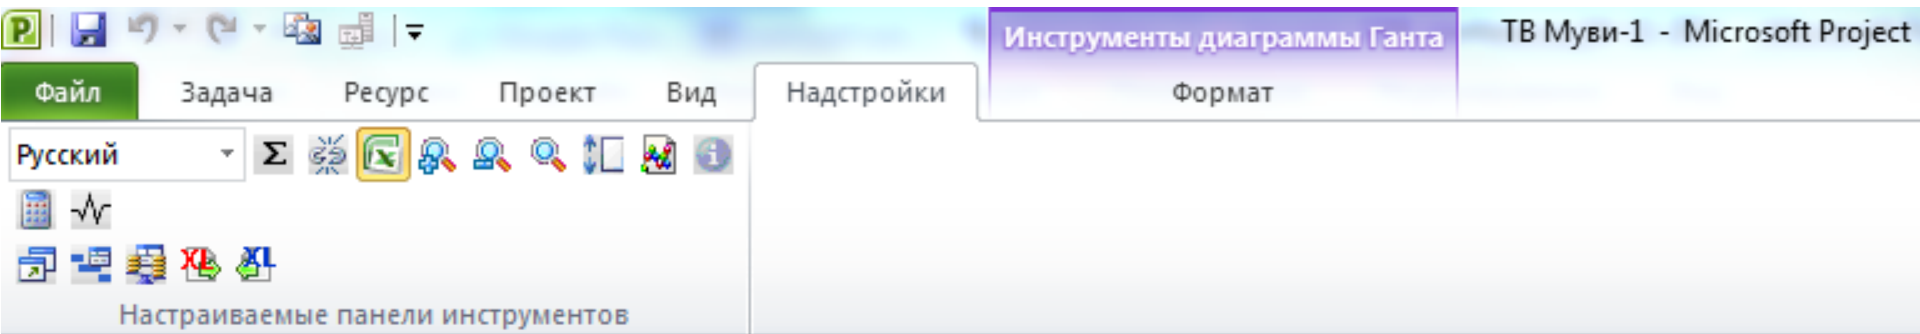 Инструменты диаграммы Ганта ТВ Муви-1 - Microsoft Project
Файл Задача Ресурс Проект Вид Надстройки Формат
Русский
Настраиваемые панели инструментов